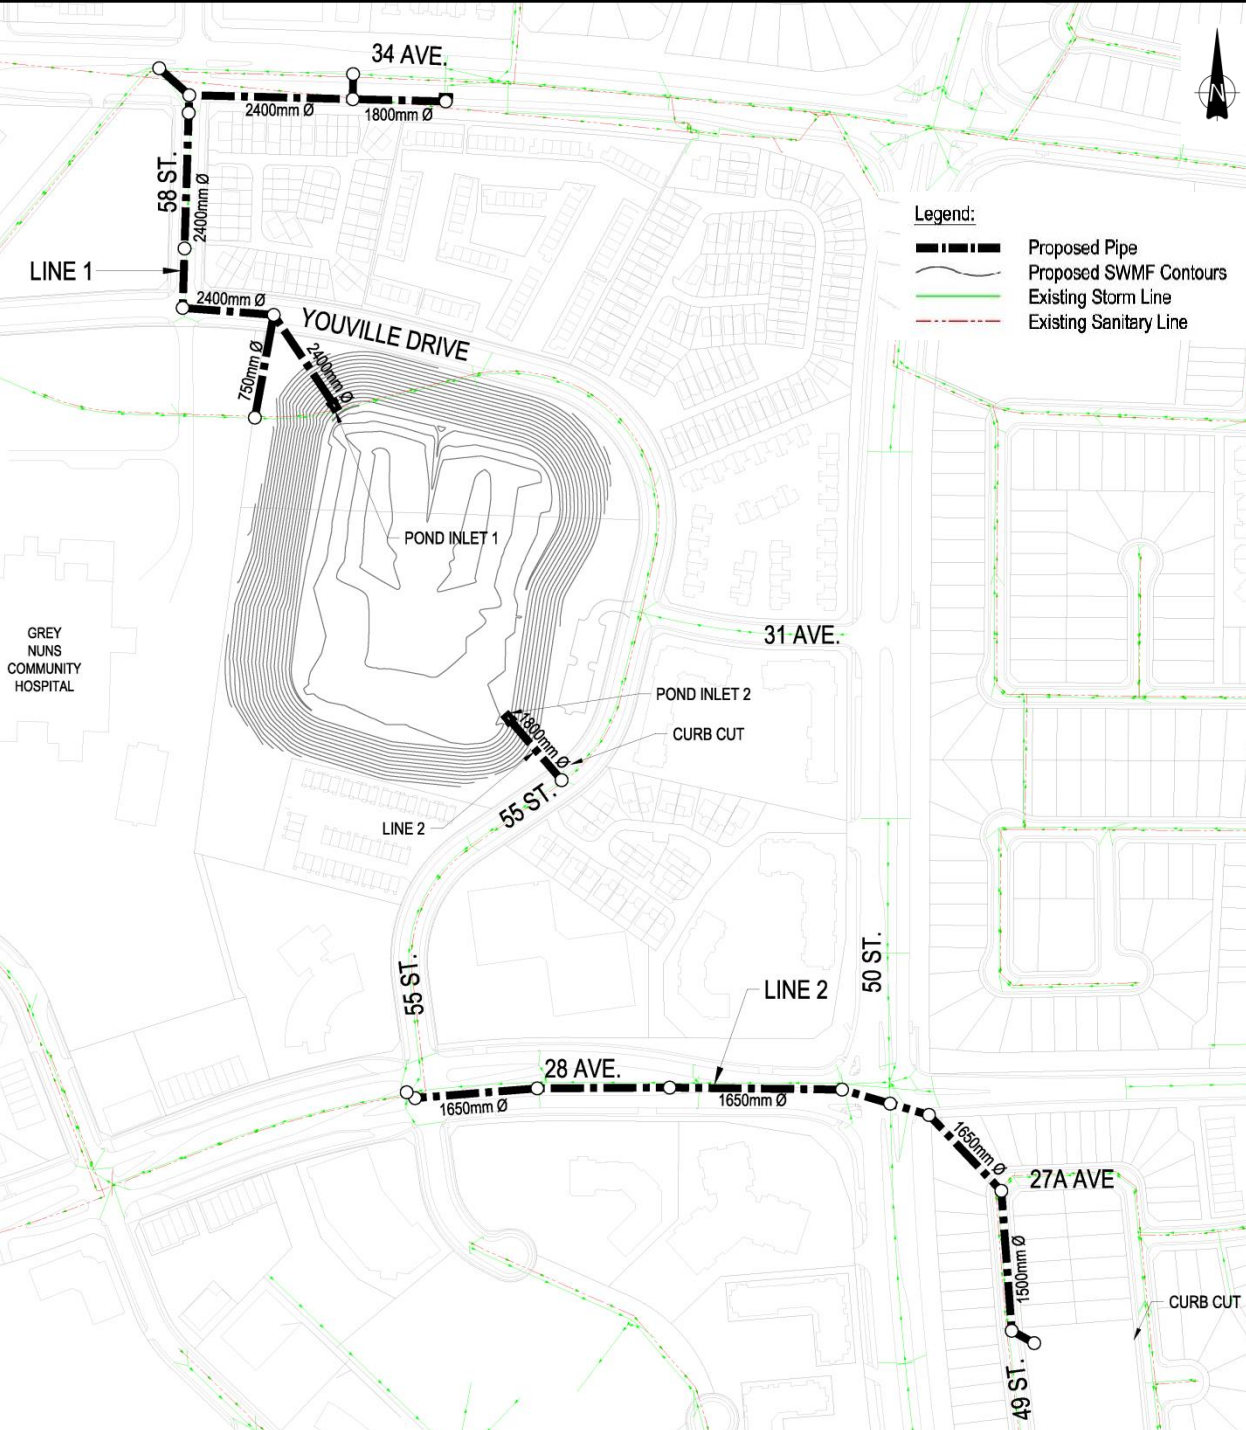 34 AVE.
N
2400mm Ø
1800mm Ø
58 ST.
2400mm Ø
Legend:
Proposed Pipe
Proposed SWMF Contours
Existing Storm Line
Existing Sanitary Line
LINE 1
2400mm Ø
YOUVILLE DRIVE
750mm Ø
2400mm Ø
POND INLET 1
GREY
NUNS
COMMUNITY
HOSPITAL
31 AVE.
POND INLET 2
1800mm Ø
CURB CUT
55 ST.
LINE 2
50 ST.
55 ST.
LINE 2
28 AVE.
1650mm Ø
1650mm Ø
1650mm Ø
27A AVE
1500mm Ø
CURB CUT
49 ST.